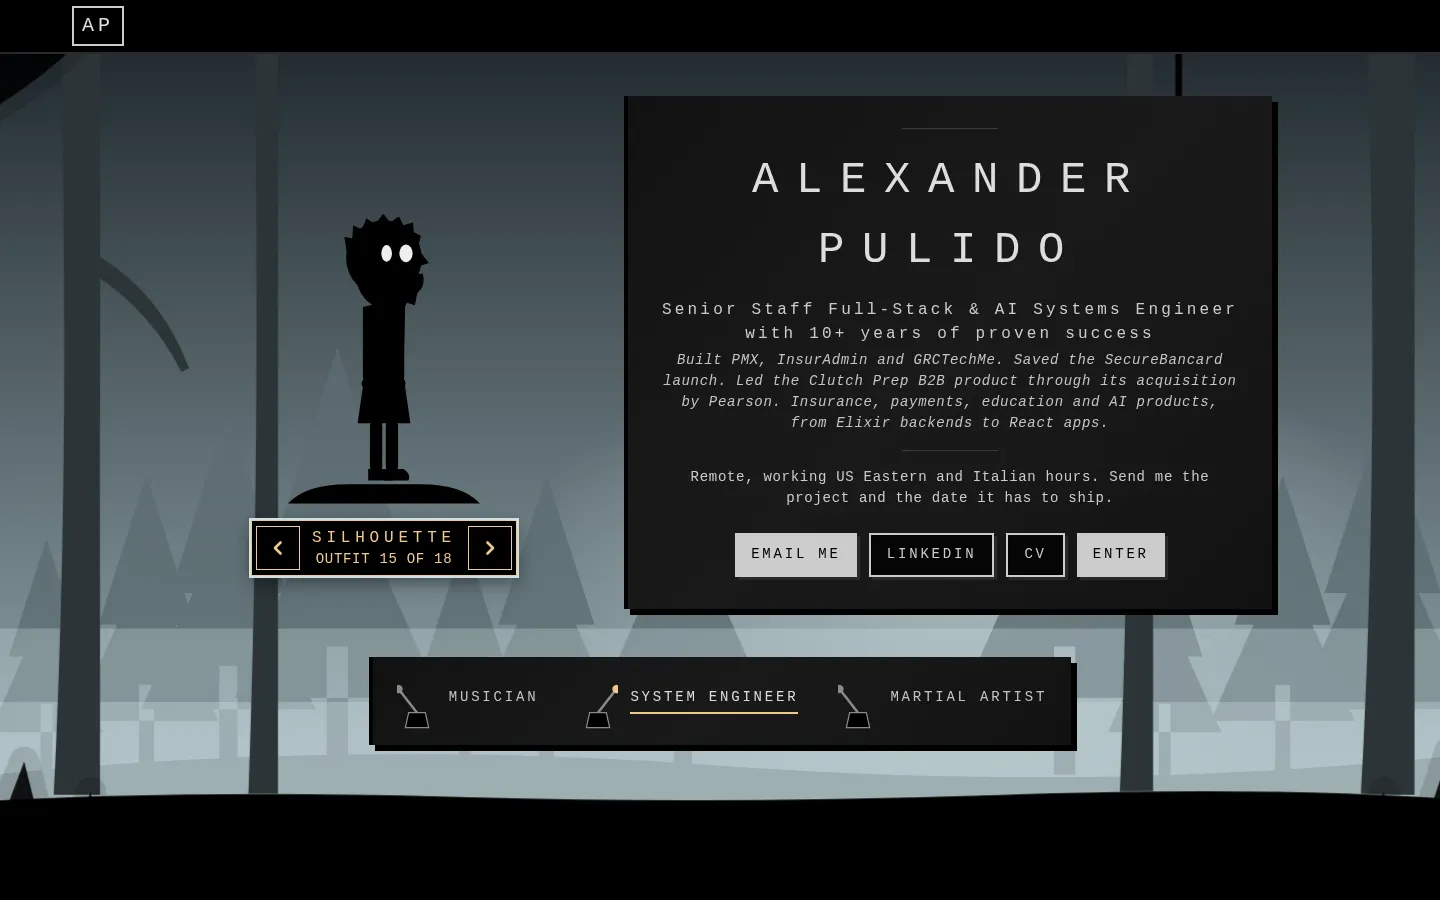 AP
ALEXANDER
PULIDO
Senior Staff Full-Stack & AI Systems Engineer
with 10+ years of proven success
Built PMX, InsurAdmin and GRCTechMe. Saved the SecureBancard
launch. Led the Clutch Prep B2B product through its acquisition
by Pearson. Insurance, payments, education and AI products,
from Elixir backends to React apps.
Remote, working US Eastern and Italian hours. Send me the
project and the date it has to ship.
EMAIL ME
LINKEDIN
CV
ENTER
SILHOUETTE
OUTFIT 15 OF 18
MUSICIAN
SYSTEM ENGINEER
MARTIAL ARTIST